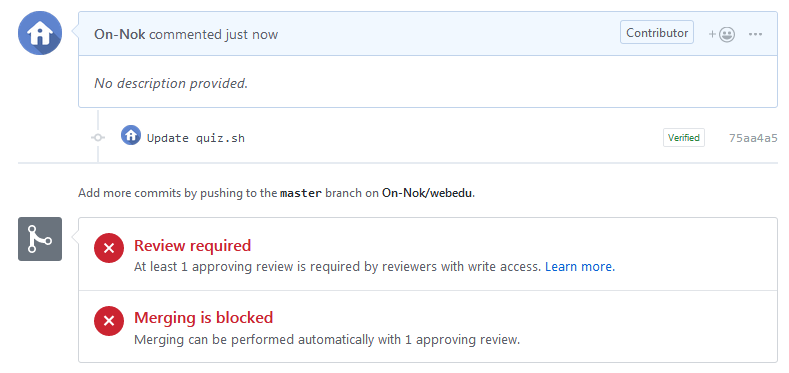 On-Nok commented just now
Contributor
No description provided.
Update quiz.sh
Verified
75aa4a5
Add more commits by pushing to the master branch on On-Nok/webedu.
Review required
At least 1 approving review is required by reviewers with write access. Learn more.
Merging is blocked
Merging can be performed automatically with 1 approving review.